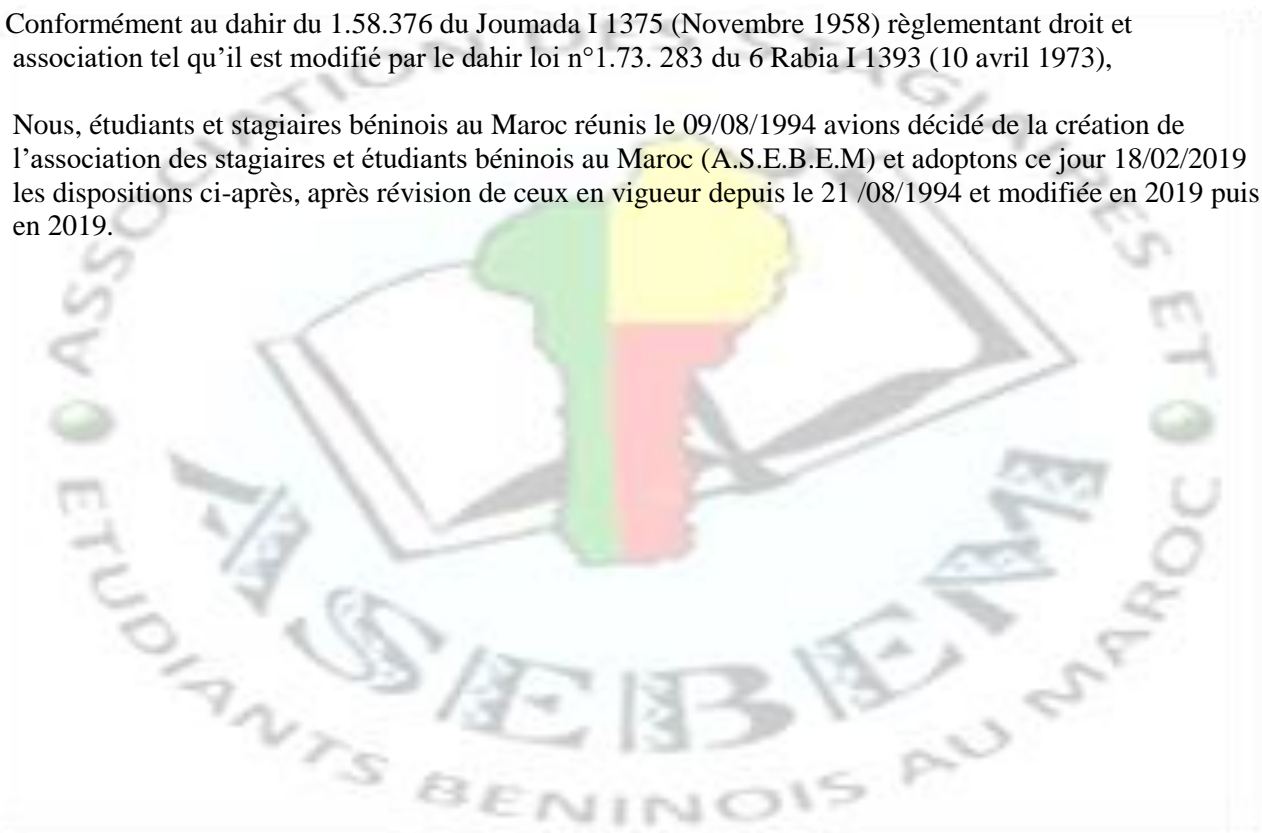 Conformément au dahir du 1.58.376 du Joumada I 1375 (Novembre 1958) règlementant droit et
association tel qu'il est modifié par le dahir loi n°1.73. 283 du 6 Rabia I 1393 (10 avril 1973),
Nous, étudiants et stagiaires béninois au Maroc réunis le 09/08/1994 avions décidé de la création de
l'association des stagiaires et étudiants béninois au Maroc (A.S.E.B.E.M) et adoptons ce jour 18/02/2019
les dispositions ci-après, après révision de ceux en vigueur depuis le 21 /08/1994 et modifiée en 2019 puis
en 2019.
ASSOCIATION DES STAGIAIRES ET
ETUDIANTS BENINOIS AU MAROC
ASEBEM